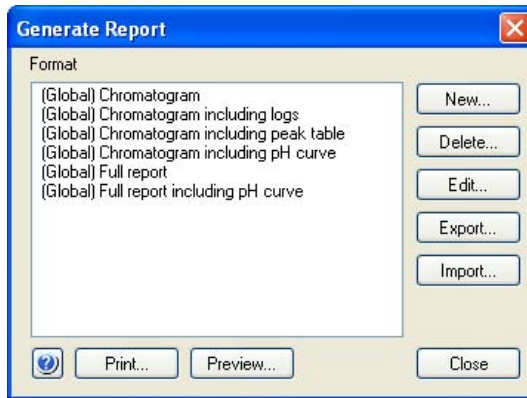 Generate Report
Format
(Global) Chromatogram
(Global) Chromatogram including logs
(Global) Chromatogram including peak table
(Global) Chromatogram including pH curve
(Global) Full report
(Global) Full report including pH curve
New...
Delete...
Edit...
Export...
Import...
?
Print...
Preview...
Close